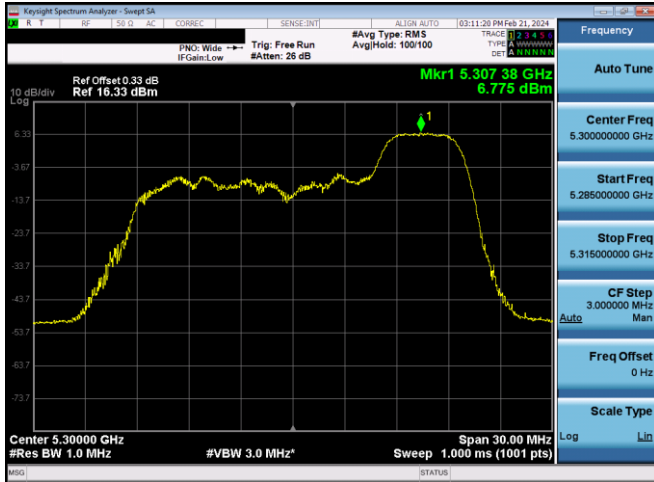 Keysight Spectrum Analyzer - Swept SA
R T RF 50 Ω AC CORREC SENSE:INT ALIGN AUTO 03:11:20 PM Feb 21, 2024
#Avg Type: RMS TRACE 1 2 3 4 5 6
PNO: Wide Trig: Free Run Avg|Hold: 100/100 TYPE A WWWWW
IFGain:Low #Atten: 26 dB DET A N N N N N
Ref Offset 0.33 dB Mkr1 5.307 38 GHz
10 dB/div Ref 16.33 dBm 6.775 dBm
Log
1
6.33
-3.67
-13.7
-23.7
-33.7
-43.7
-53.7
-63.7
-73.7
Center 5.30000 GHz Span 30.00 MHz
#Res BW 1.0 MHz #VBW 3.0 MHz* Sweep 1.000 ms (1001 pts)
MSG STATUS
Frequency
Auto Tune
Center Freq
5.300000000 GHz
Start Freq
5.285000000 GHz
Stop Freq
5.315000000 GHz
CF Step
3.000000 MHz
Auto Man
Freq Offset
0 Hz
Scale Type
Log Lin